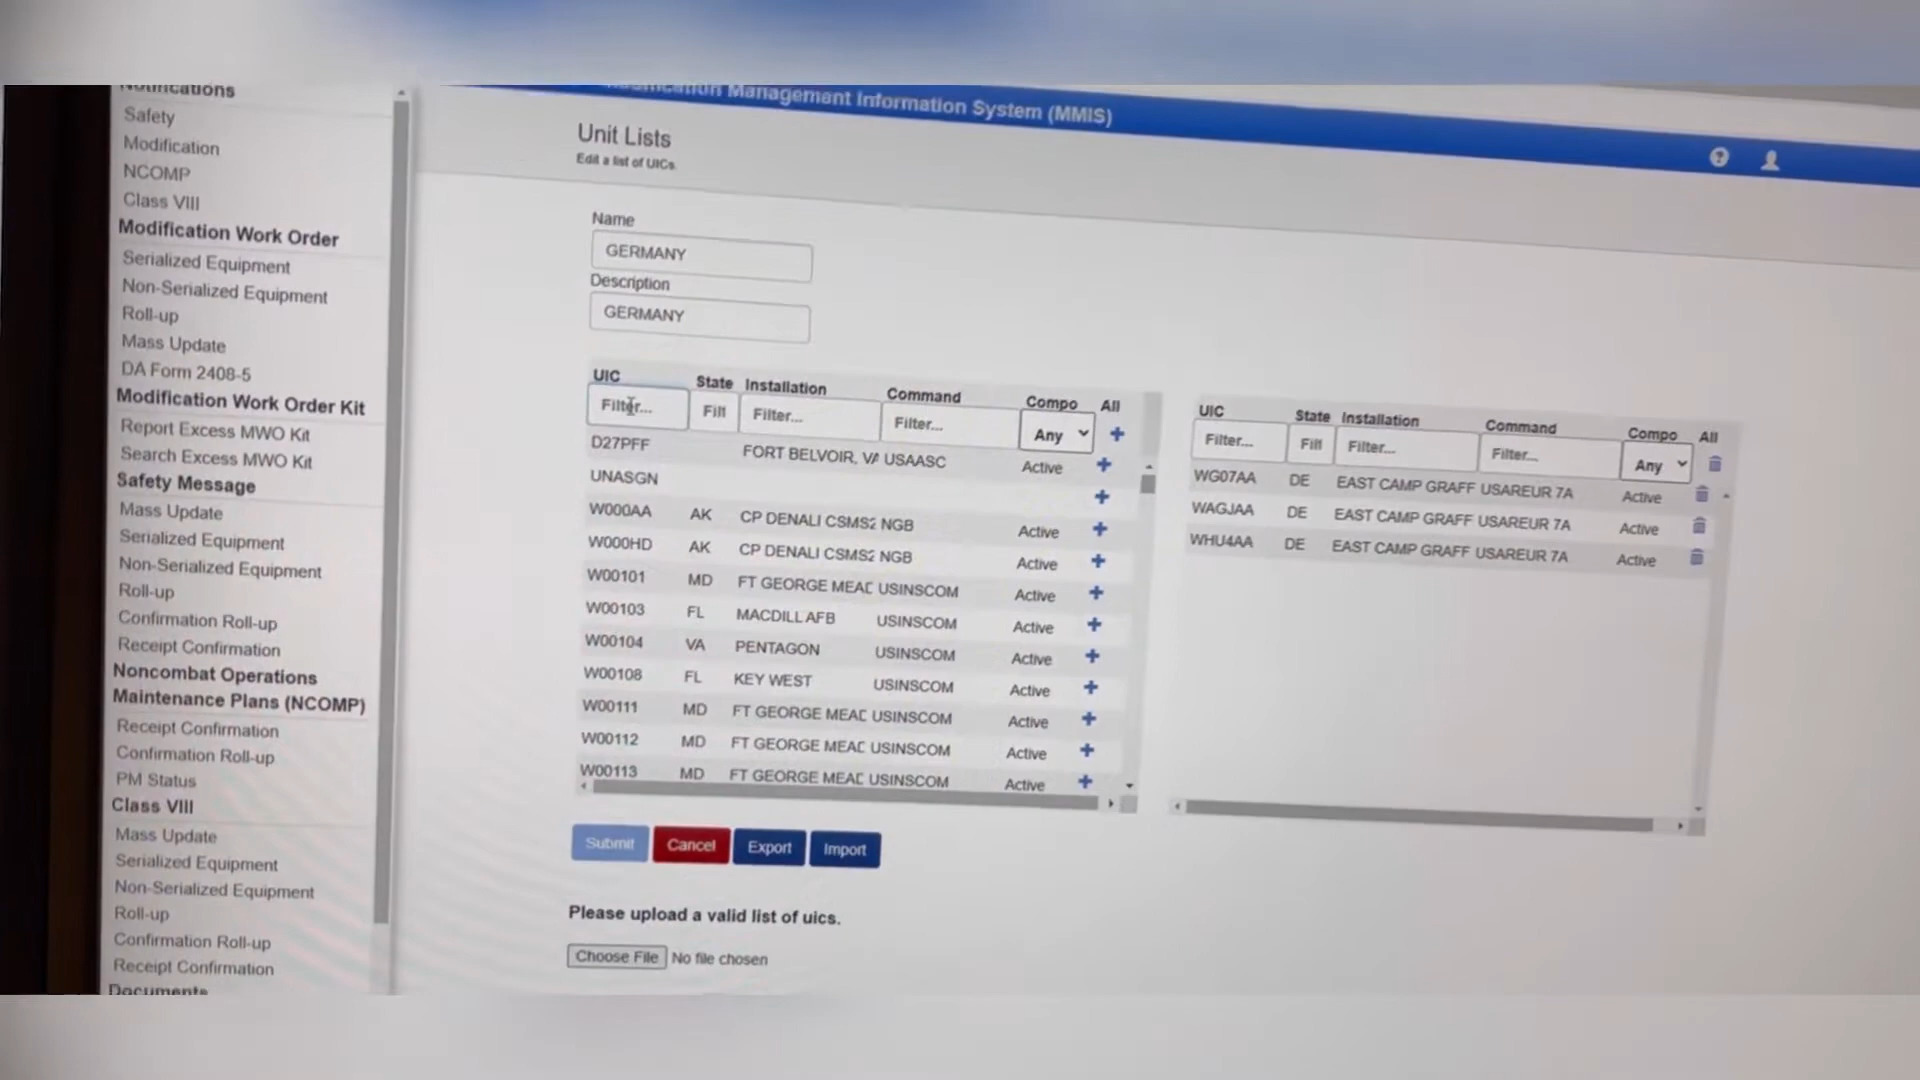 Notifications
Safety
Modification
NCOMP
Class VIII
Modification Work Order
Serialized Equipment
Non-Serialized Equipment
Roll-up
Mass Update
DA Form 2408-5
Modification Work Order Kit
Report Excess MWO Kit
Search Excess MWO Kit
Safety Message
Mass Update
Serialized Equipment
Non-Serialized Equipment
Roll-up
Confirmation Roll-up
Receipt Confirmation
Noncombat Operations
Maintenance Plans (NCOMP)
Receipt Confirmation
Confirmation Roll-up
PM Status
Class VIII
Mass Update
Serialized Equipment
Non-Serialized Equipment
Roll-up
Confirmation Roll-up
Receipt Confirmation
Documents
Modification Management Information System (MMIS)
Unit Lists
Edit a list of UICs.
Name
GERMANY
Description
GERMANY
UIC State Installation Command Compo All
Filter... Fill Filter... Filter... Any
D27PFF FORT BELVOIR, VA USAASC Active
UNASGN
W000AA AK CP DENALI CSMS2 NGB Active
W000HD AK CP DENALI CSMS2 NGB Active
W00101 MD FT GEORGE MEAD USINSCOM Active
W00103 FL MACDILL AFB USINSCOM Active
W00104 VA PENTAGON USINSCOM Active
W00108 FL KEY WEST USINSCOM Active
W00111 MD FT GEORGE MEAD USINSCOM Active
W00112 MD FT GEORGE MEAD USINSCOM Active
W00113 MD FT GEORGE MEAD USINSCOM Active
UIC State Installation Command Compo All
Filter... Fill Filter... Filter... Any
WG07AA DE EAST CAMP GRAFF USAREUR 7A Active
WAGJAA DE EAST CAMP GRAFF USAREUR 7A Active
WHU4AA DE EAST CAMP GRAFF USAREUR 7A Active
Submit Cancel Export Import
Please upload a valid list of uics.
Choose File No file chosen